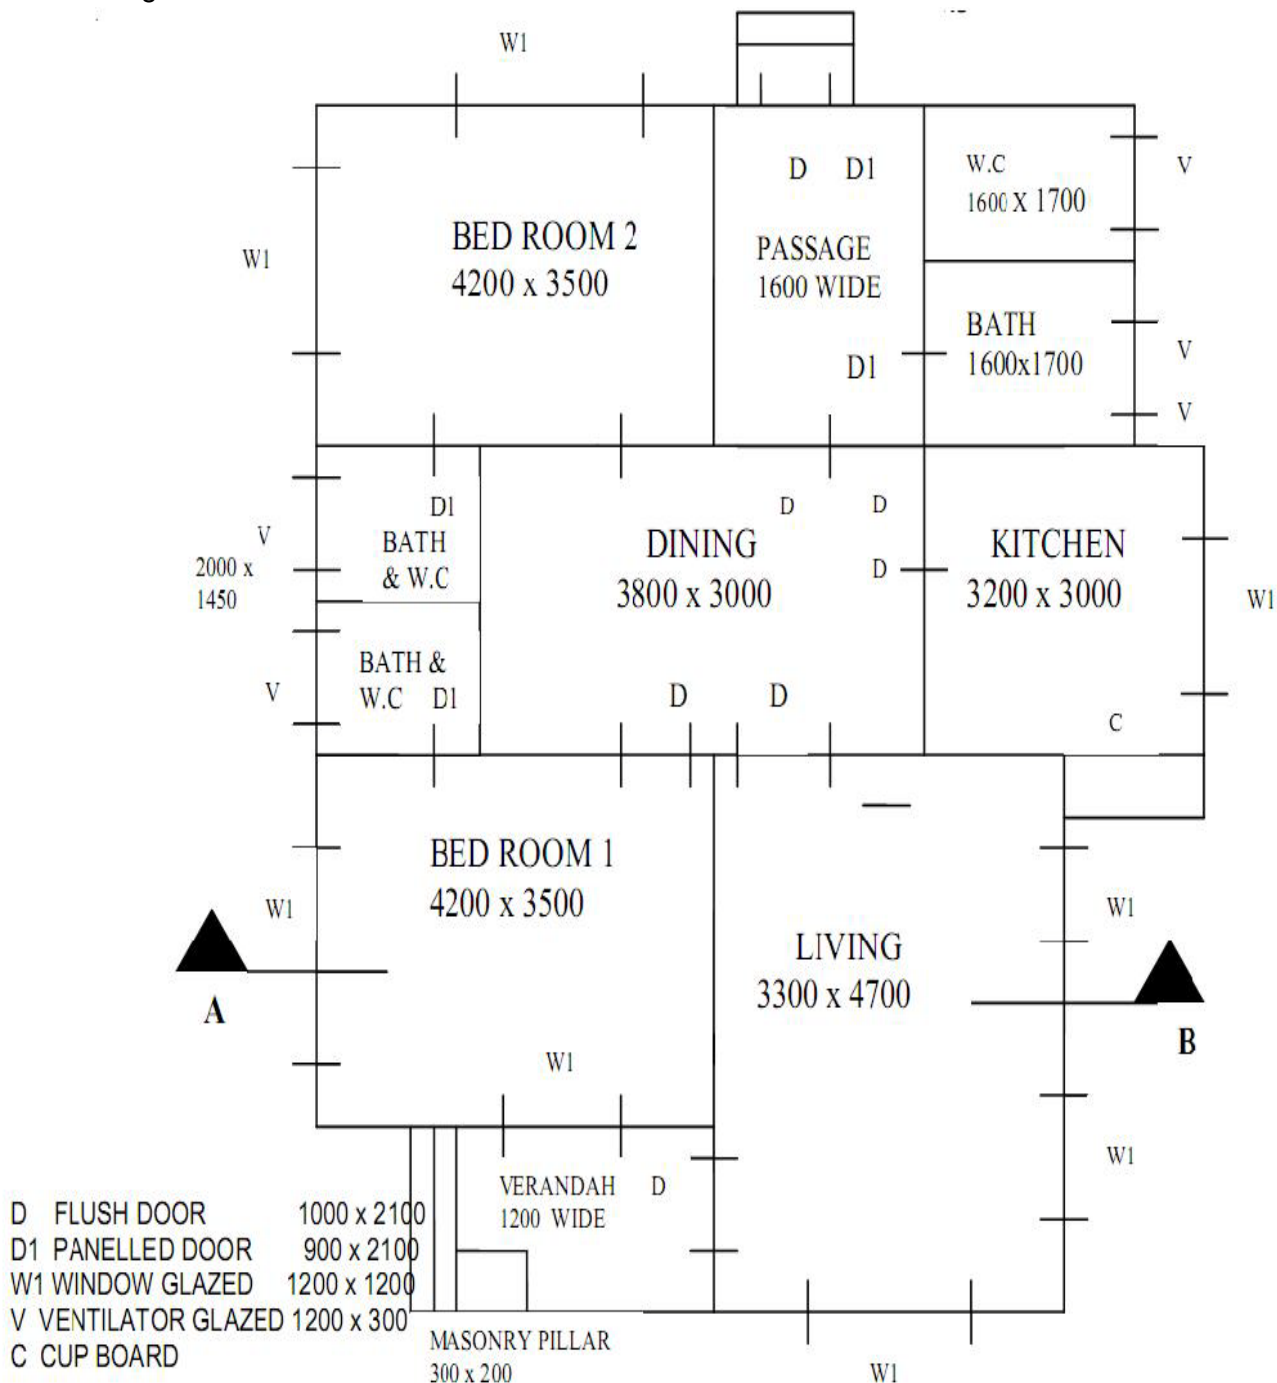 W1
D D1
W.C
1600 X 1700
V
BED ROOM 2
4200 x 3500
W1
PASSAGE
1600 WIDE
BATH
1600x1700
D1
V
V
D1
BATH
& W.C
V
2000 x
1450
D
D
DINING
3800 x 3000
D
KITCHEN
3200 x 3000
W1
BATH &
W.C D1
V
D
D
C
BED ROOM 1
4200 x 3500
W1
A
W1
LIVING
3300 x 4700
B
W1
W1
VERANDAH
1200 WIDE
D
D FLUSH DOOR 1000 x 2100
D1 PANELLED DOOR 900 x 2100
W1 WINDOW GLAZED 1200 x 1200
V VENTILATOR GLAZED 1200 x 300
C CUP BOARD
MASONRY PILLAR
300 x 200
W1